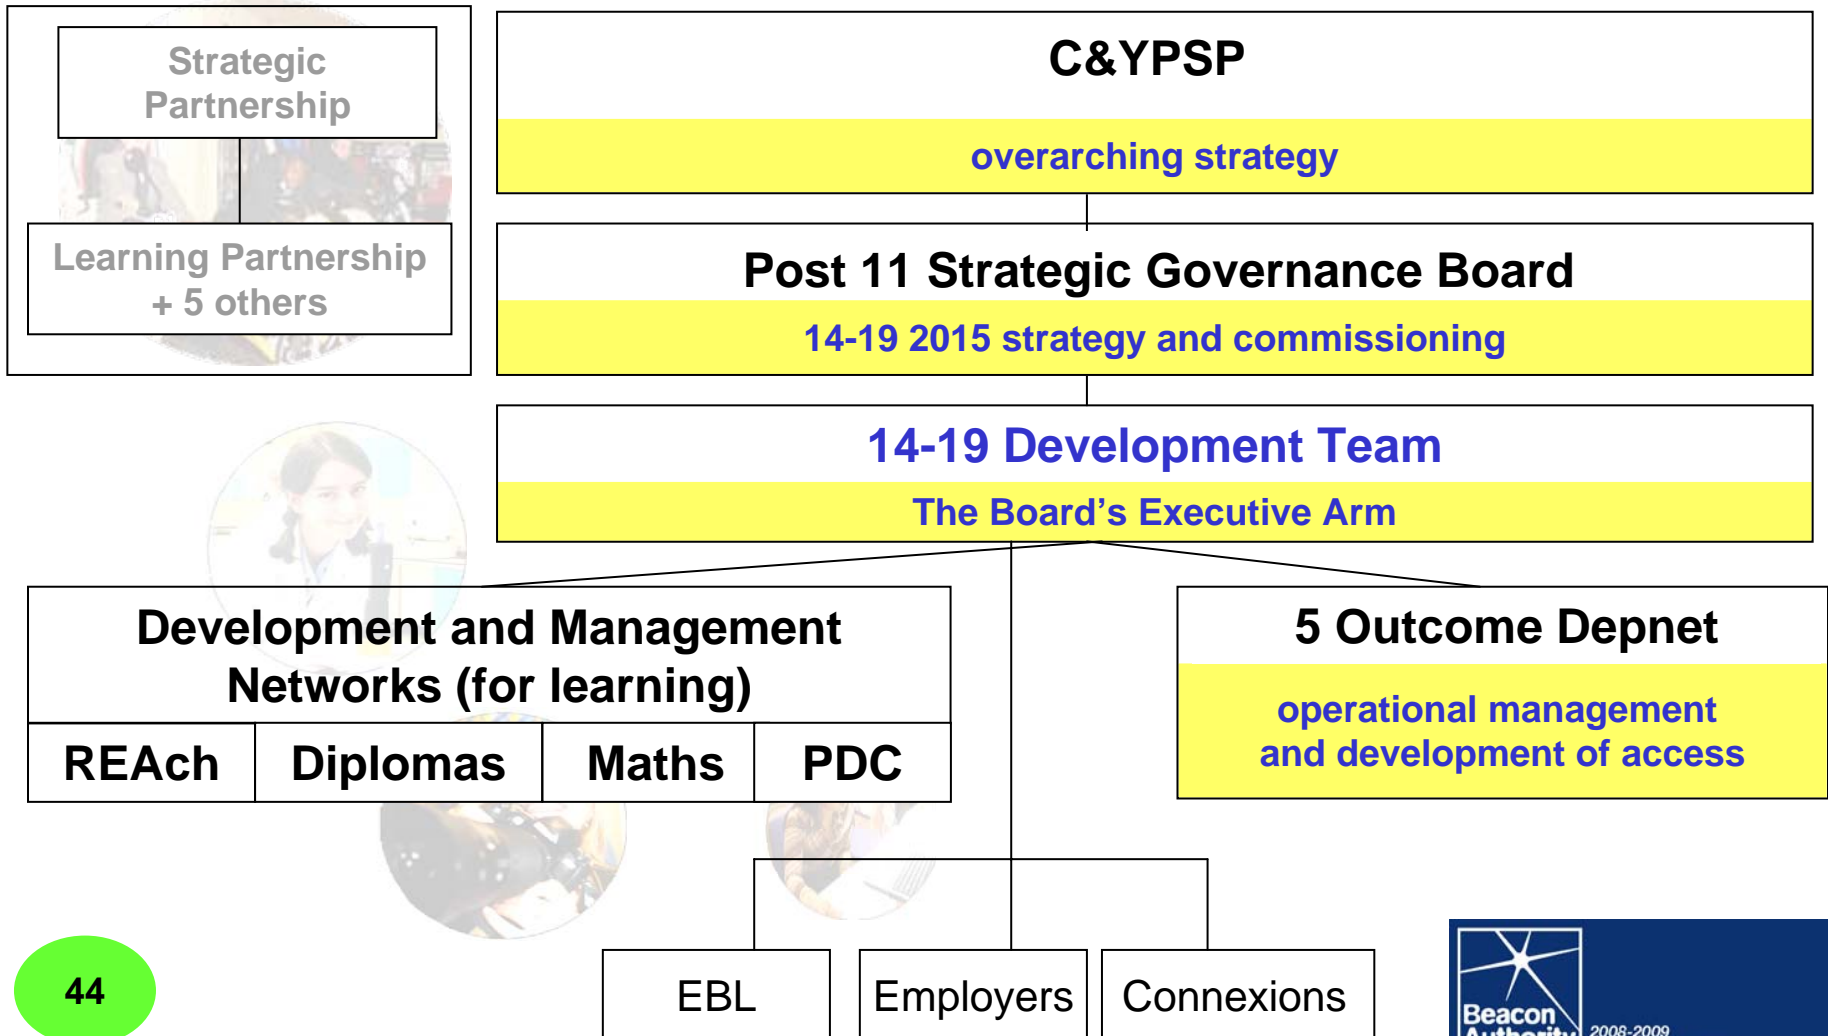 Strategic
Partnership
Learning Partnership
+ 5 others
C&YPSP
overarching strategy
Post 11 Strategic Governance Board
14-19 2015 strategy and commissioning
14-19 Development Team
The Board’s Executive Arm
Development and Management
Networks (for learning)
REAch
Diplomas
Maths
PDC
5 Outcome Depnet
operational management
and development of access
EBL
Employers
Connexions
44
Beacon
Authority 2008-2009